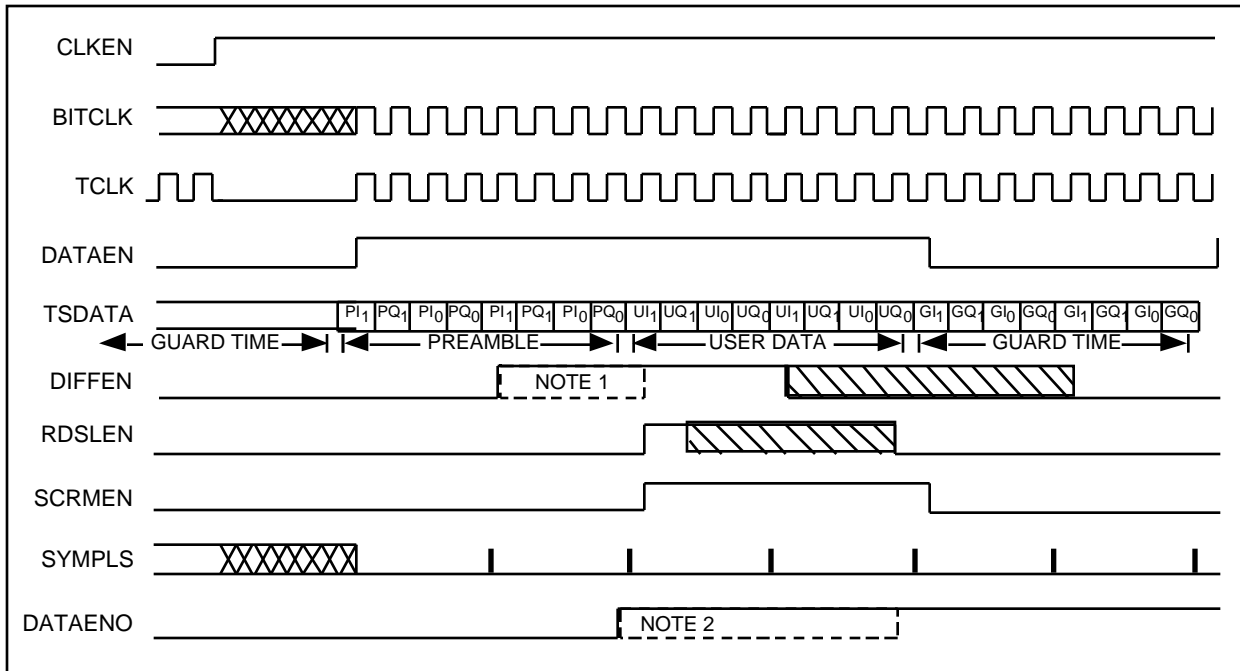 CLKEN
BITCLK
TCLK
DATAEN
TSDATA PI1 PQ1 PI0 PQ0 PI1 PQ1 PI0 PQ0 UI1 UQ1 UI0 UQ0 UI1 UQ1 UI0 UQ0 GI1 GQ1 GI0 GQ0 GI1 GQ1 GI0 GQ0
GUARD TIME PREAMBLE USER DATA GUARD TIME
DIFFEN NOTE 1
RDSLEN
SCRMEN
SYMPLS
DATAENO NOTE 2